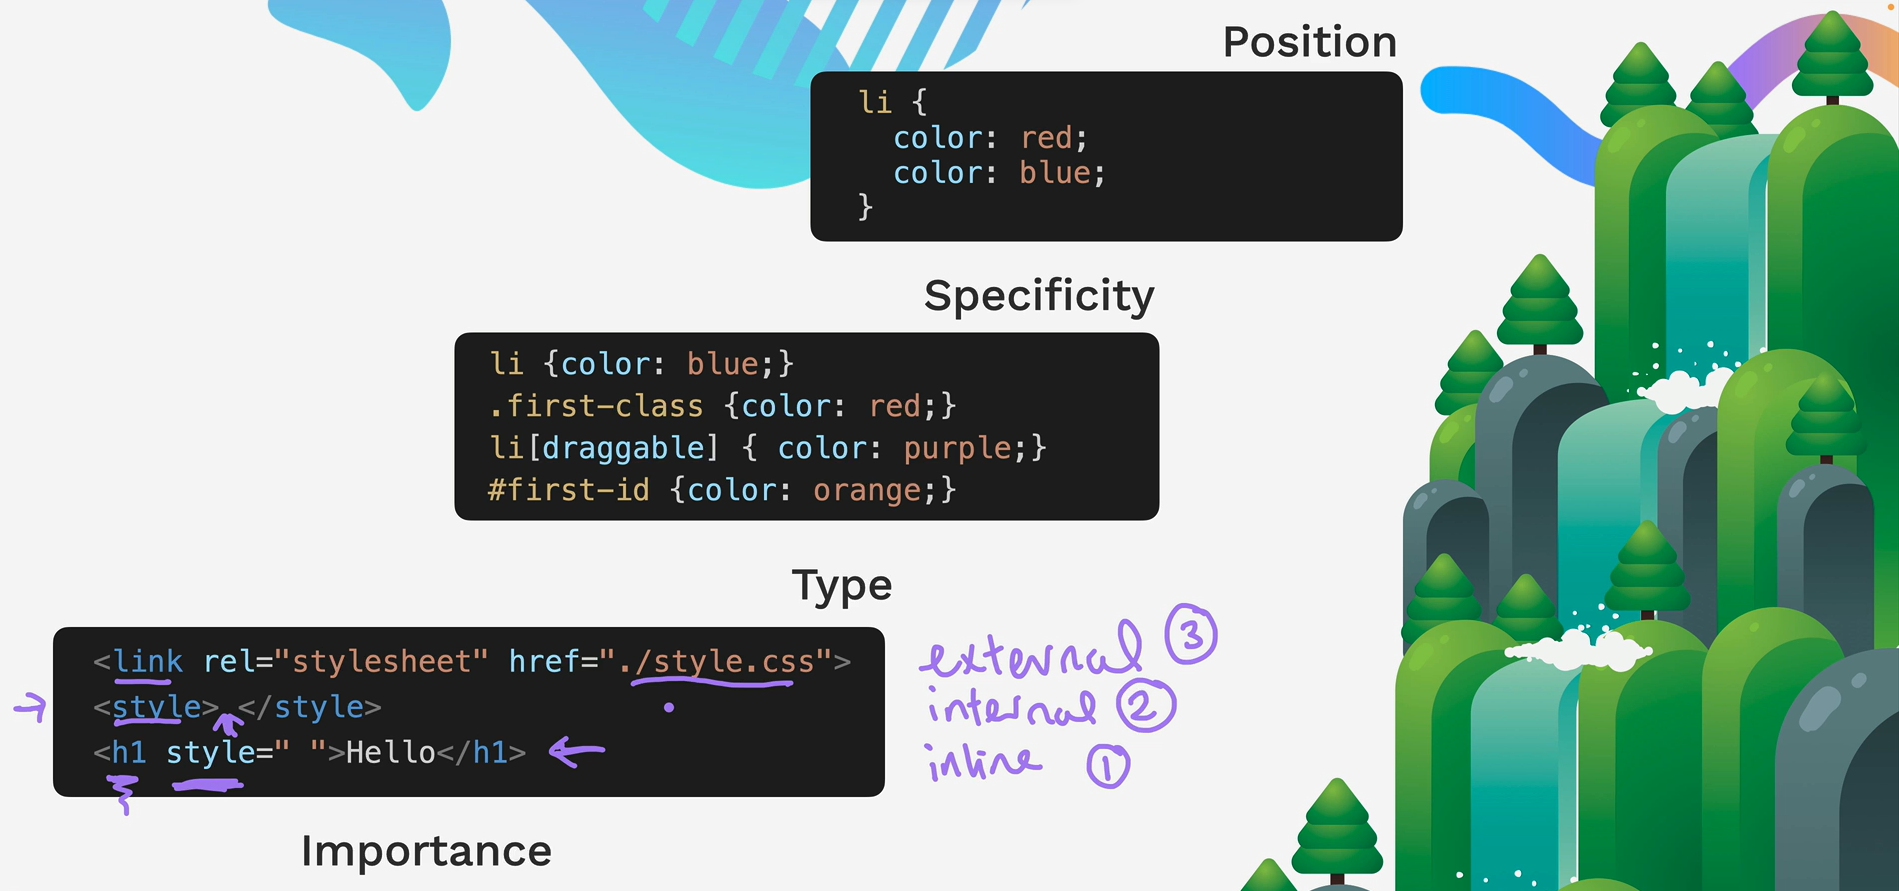 Position
li {
  color: red;
  color: blue;
}
Specificity
li {color: blue;}
.first-class {color: red;}
li[draggable] { color: purple;}
#first-id {color: orange;}
Type
<link rel="stylesheet" href="./style.css">
external 3
<style> </style>
internal 2
<h1 style=" ">Hello</h1>
inline 1
Importance